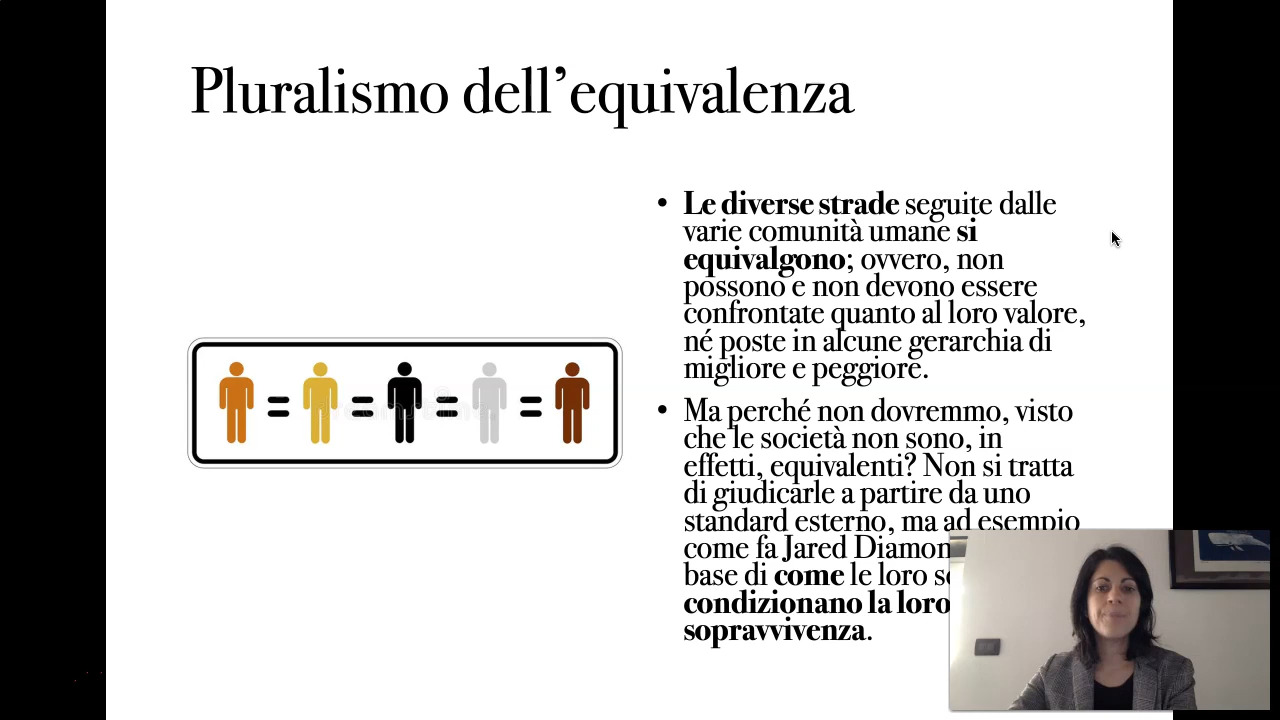 Pluralismo dell’equivalenza
• Le diverse strade seguite dalle
varie comunità umane si
equivalgono; ovvero, non
possono e non devono essere
confrontate quanto al loro valore,
né poste in alcune gerarchia di
migliore e peggiore.
• Ma perché non dovremmo, visto
che le società non sono, in
effetti, equivalenti? Non si tratta
di giudicarle a partire da uno
standard esterno, ma ad esempio
come fa Jared
base di come le loro
condizionano la loro
sopravvivenza.
= = = =